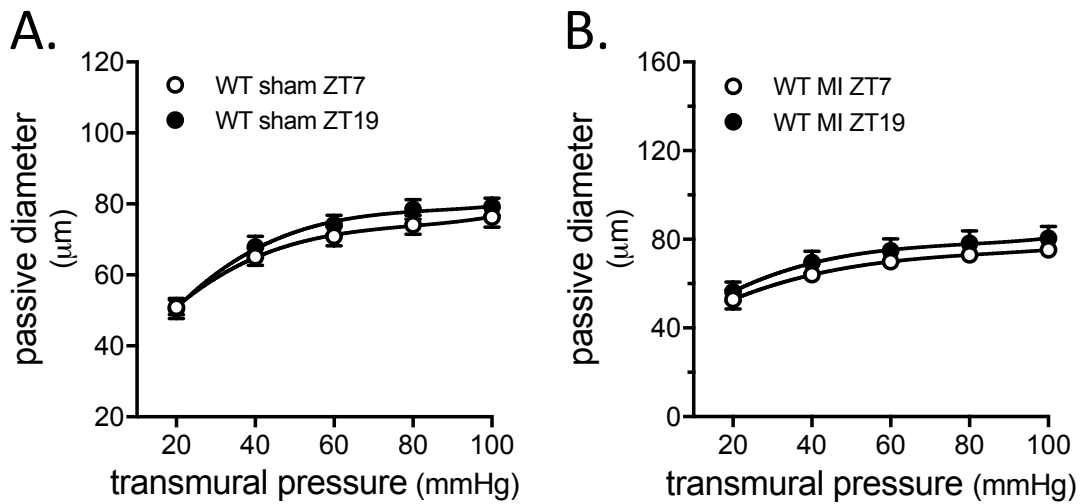 A.
120
100
80
60
40
20
passive diameter
(μm)
WT sham ZT7
WT sham ZT19
20 40 60 80 100
transmural pressure (mmHg)
B.
160
120
80
40
0
passive diameter
(μm)
WT MI ZT7
WT MI ZT19
20 40 60 80 100
transmural pressure (mmHg)